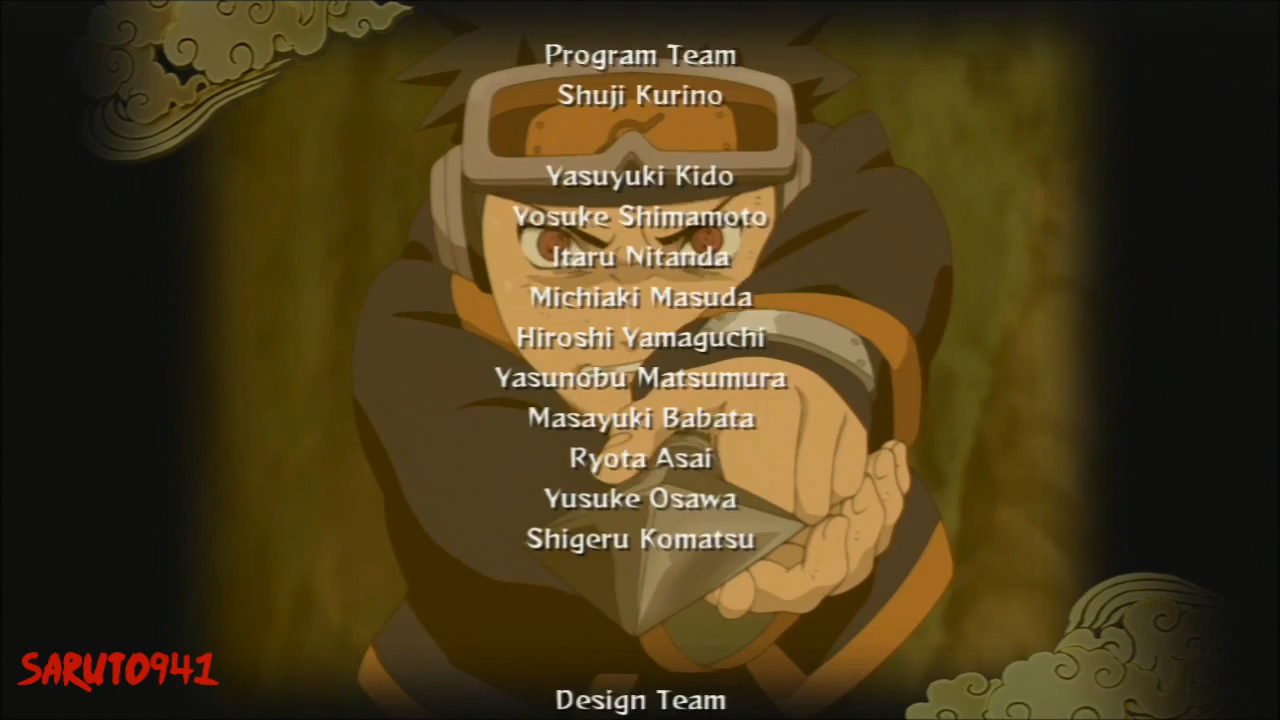 Program Team
Shuji Kurino
Yasuyuki Kido
Yosuke Shimamoto
Itaru Nitanda
Michiaki Masuda
Hiroshi Yamaguchi
Yasunobu Matsumura
Masayuki Babata
Ryota Asai
Yusuke Osawa
Shigeru Komatsu
SARUTO941
Design Team